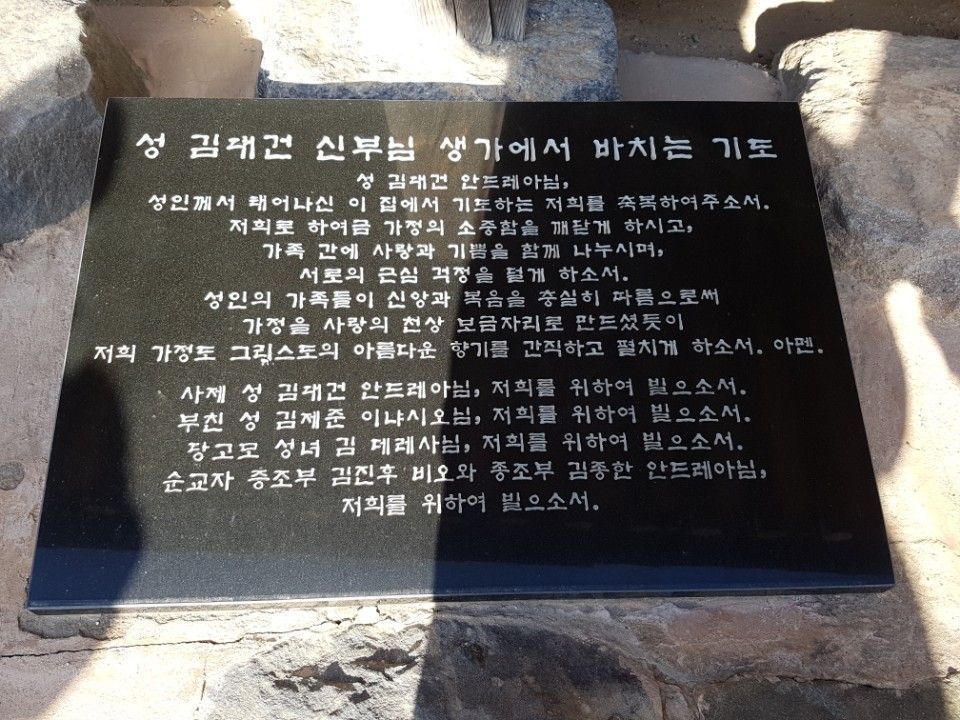 성 김대건 신부님 생가에서 바치는 기도
성 김대건 안드레아님,
성인께서 태어나신 이 집에서 기도하는 저희를 축복하여주소서.
저희로 하여금 가정의 소중함을 깨닫게 하시고,
가족 간에 사랑과 기쁨을 함께 나누시며,
서로의 근심 걱정을 덜게 하소서.
성인의 가족들이 신앙과 복음을 충실히 따름으로써
가정을 사랑의 천상 보금자리로 만드셨듯이
저희 가정도 그리스도의 아름다운 향기를 간직하고 펼치게 하소서. 아멘.
사제 성 김대건 안드레아님, 저희를 위하여 빌으소서.
부친 성 김제준 이냐시오님, 저희를 위하여 빌으소서.
당고모 성녀 김 데레사님, 저희를 위하여 빌으소서.
순교자 증조부 김진후 비오와 종조부 김종한 안드레아님,
저희를 위하여 빌으소서.